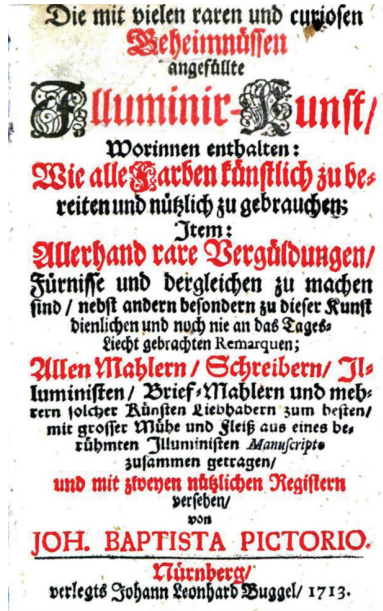 Die mit vielen raren und curiosen
Geheimnüssen
angefüllte
Illuminir-Kunst/
Worinnen enthalten:
Wie alle Farben künstlich zu be-
reiten und nützlich zu gebrauchen;
Item:
Allerhand rare Vergüldungen/
Fürnisse und dergleichen zu machen
sind / nebst andern besondern zu dieser Kunst
dienlichen und noch nie an das Tages-
Liecht gebrachten Remarquen;
Allen Mahlern/ Schreibern/ Il-
luministen/ Brief-Mahlern und meh-
rern solcher Künsten Liebhabern zum besten/
mit grosser Mühe und Fleiß aus eines be-
rühmten Illuministen Manuscripto
zusammen getragen/
und mit zweyen nützlichen Registern
versehen/
von
JOH. BAPTISTA PICTORIO.
Nürnberg/
verlegts Johann Leonhard Buggel/ 1713.